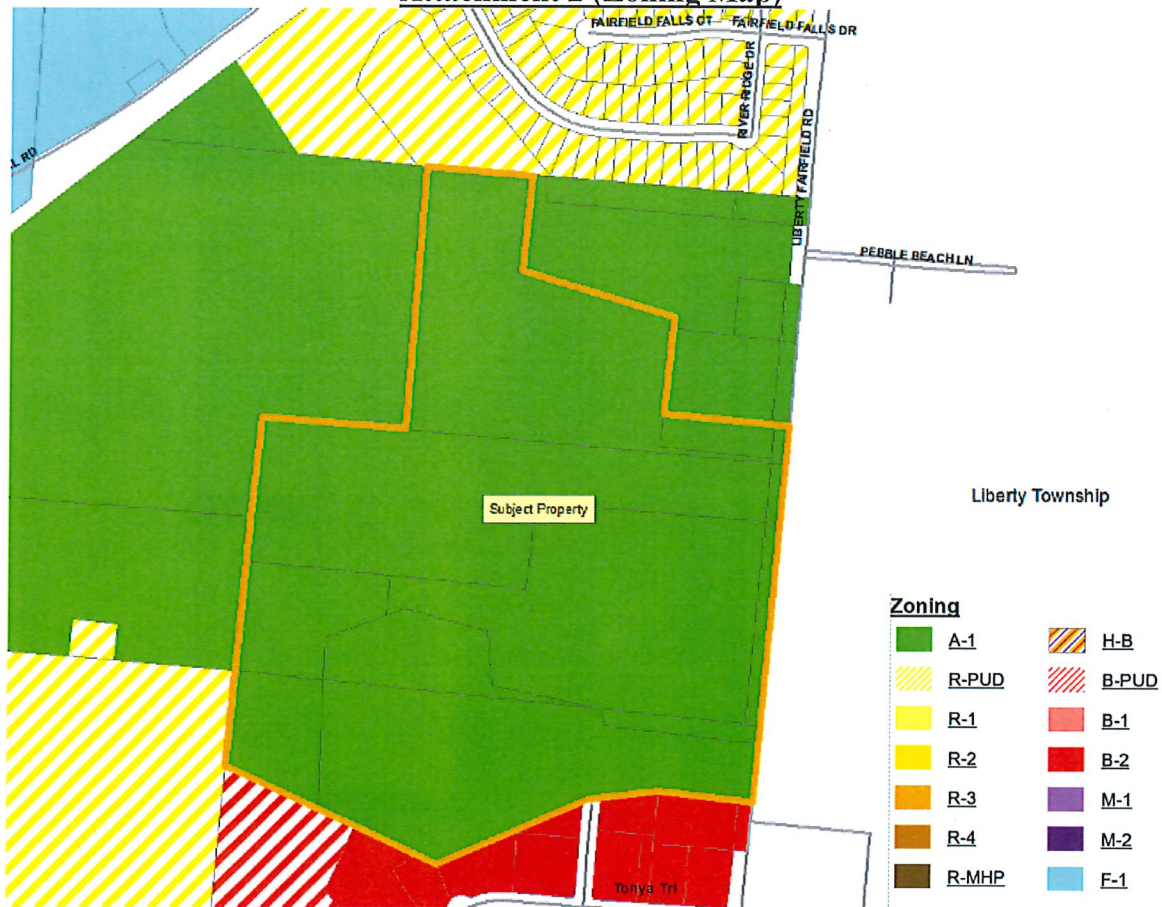 FAIRFIELD FALLS CT
FAIRFIELD FALLS DR
RIVER RIDGE DR
LIBERTY FAIRFIELD RD
L RD
PEBBLE BEACH LN
Subject Property
Liberty Township
Tonya Trl
Zoning
A-1
R-PUD
R-1
R-2
R-3
R-4
R-MHP
H-B
B-PUD
B-1
B-2
M-1
M-2
F-1